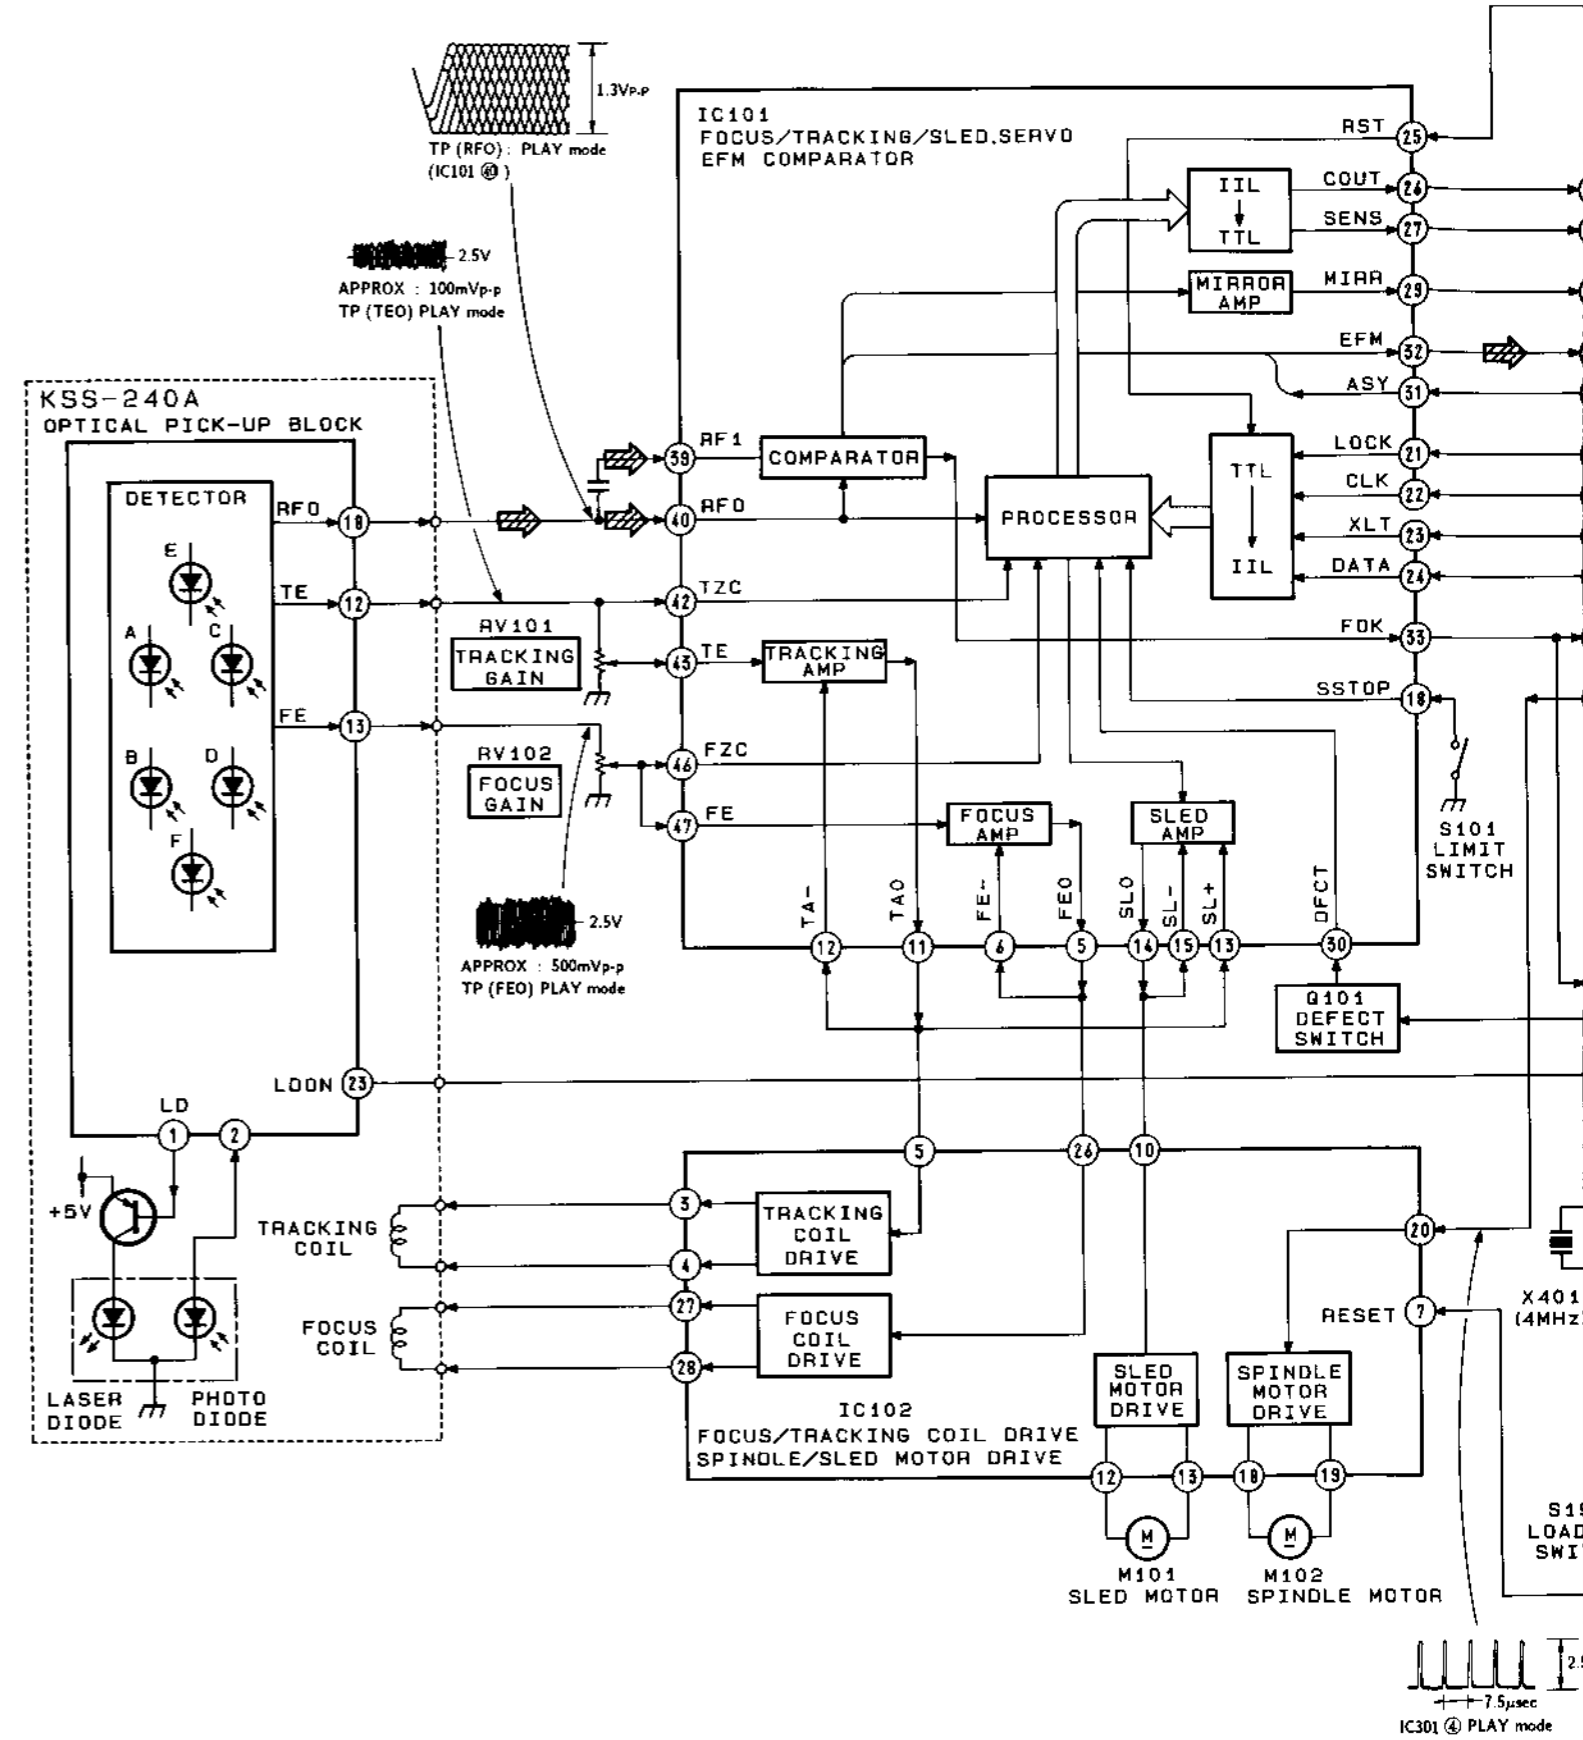 1.3Vp-p
TP (RFO) : PLAY mode
(IC101 ㊵ )
2.5V
APPROX : 100mVp-p
TP (TEO) PLAY mode
KSS-240A
OPTICAL PICK-UP BLOCK
DETECTOR
RFO
18
E
TE
12
A
C
FE
13
B
D
F
LDON
23
LD
1
2
+5V
LASER
DIODE
PHOTO
DIODE
TRACKING
COIL
FOCUS
COIL
RV101
TRACKING
GAIN
RV102
FOCUS
GAIN
2.5V
APPROX : 500mVp-p
TP (FEO) PLAY mode
IC101
FOCUS/TRACKING/SLED.SERVO
EFM COMPARATOR
39
RF1
40
RFO
42
TZC
43
TE
46
FZC
47
FE
COMPARATOR
PROCESSOR
TRACKING
AMP
FOCUS
AMP
SLED
AMP
IIL
TTL
MIRROR
AMP
TTL
IIL
RST
25
COUT
26
SENS
27
MIRR
29
EFM
32
ASY
31
LOCK
21
CLK
22
XLT
23
DATA
24
FOK
33
SSTOP
18
S101
LIMIT
SWITCH
TA-
TAO
FE-
FEO
SLO
SL-
SL+
DFCT
12
11
6
5
14
15
13
30
Q101
DEFECT
SWITCH
5
26
10
3
4
27
28
TRACKING
COIL
DRIVE
FOCUS
COIL
DRIVE
20
RESET
7
SLED
MOTOR
DRIVE
SPINDLE
MOTOR
DRIVE
IC102
FOCUS/TRACKING COIL DRIVE
SPINDLE/SLED MOTOR DRIVE
12
13
18
19
M
M
M101
SLED MOTOR
M102
SPINDLE MOTOR
X401
(4MHz
S19
LOAD
SWI
2.5
7.5μsec
IC301 ④ PLAY mode